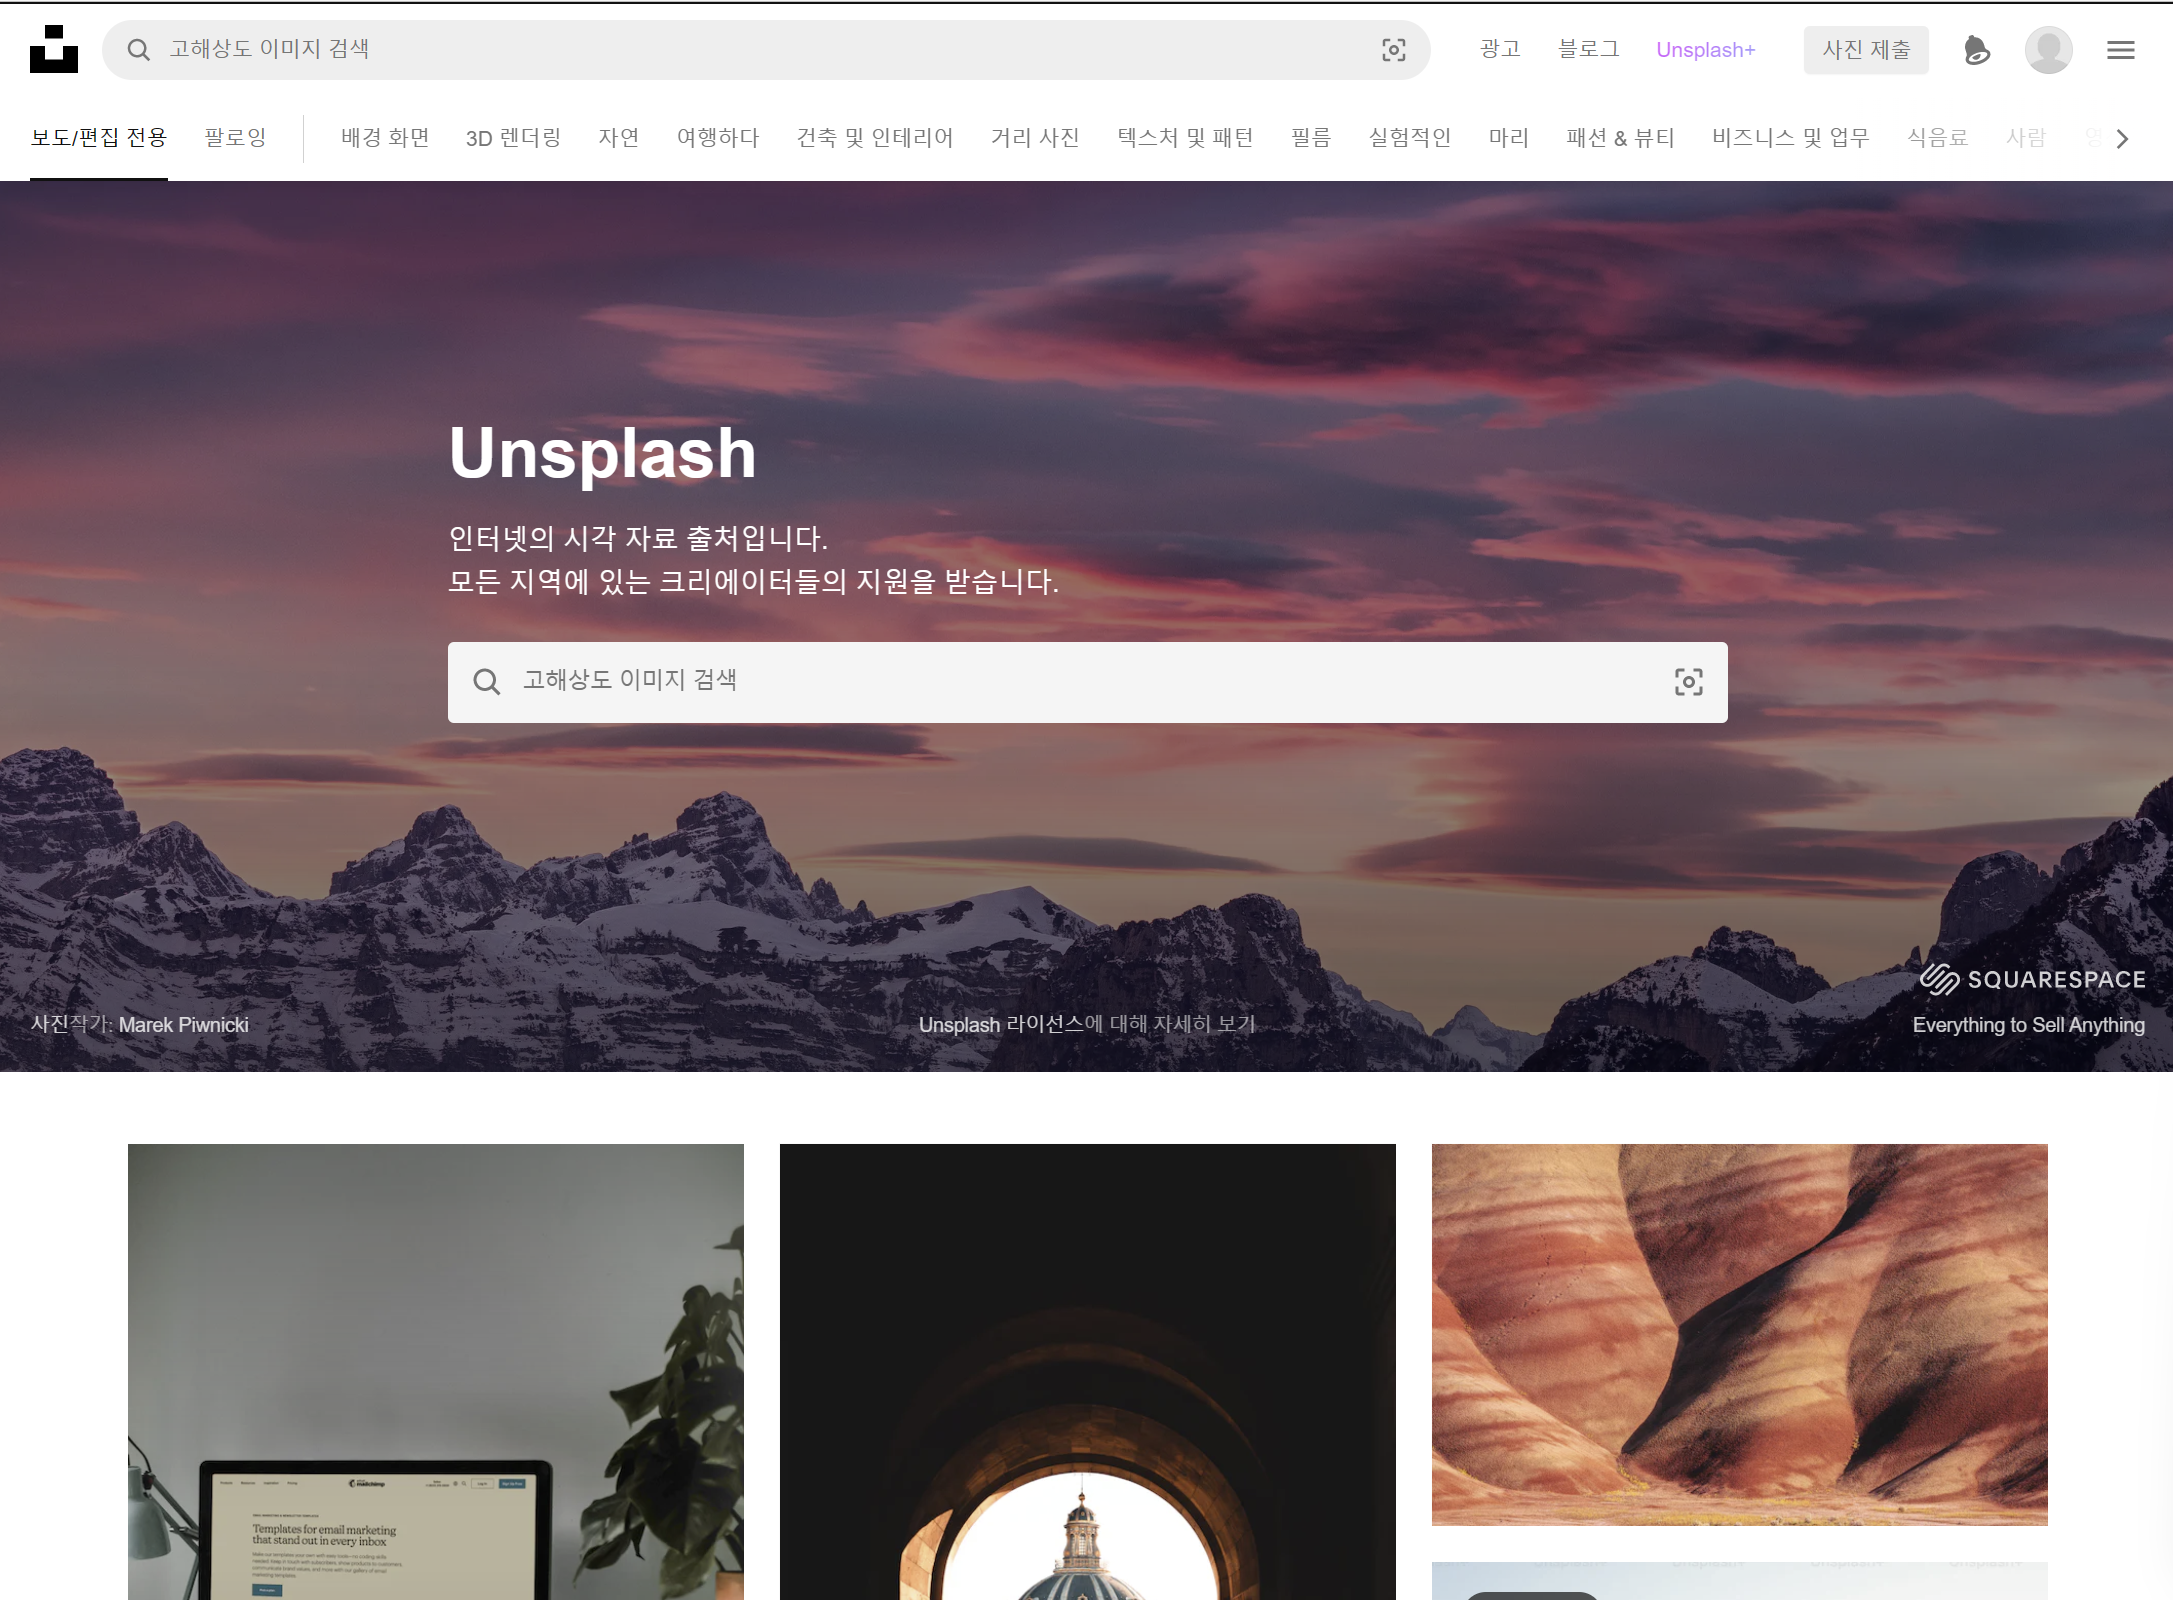 고해상도 이미지 검색
광고 블로그 Unsplash+ 사진 제출
보도/편집 전용 팔로잉 배경 화면 3D 렌더링 자연 여행하다 건축 및 인테리어 거리 사진 텍스처 및 패턴 필름 실험적인 마리 패션 & 뷰티 비즈니스 및 업무 식음료 사람 영
Unsplash
인터넷의 시각 자료 출처입니다.
모든 지역에 있는 크리에이터들의 지원을 받습니다.
고해상도 이미지 검색
SQUARESPACE
사진작가: Marek Piwnicki
Unsplash 라이선스에 대해 자세히 보기
Everything to Sell Anything
mailchimp
Templates for email marketing
that stand out in every inbox